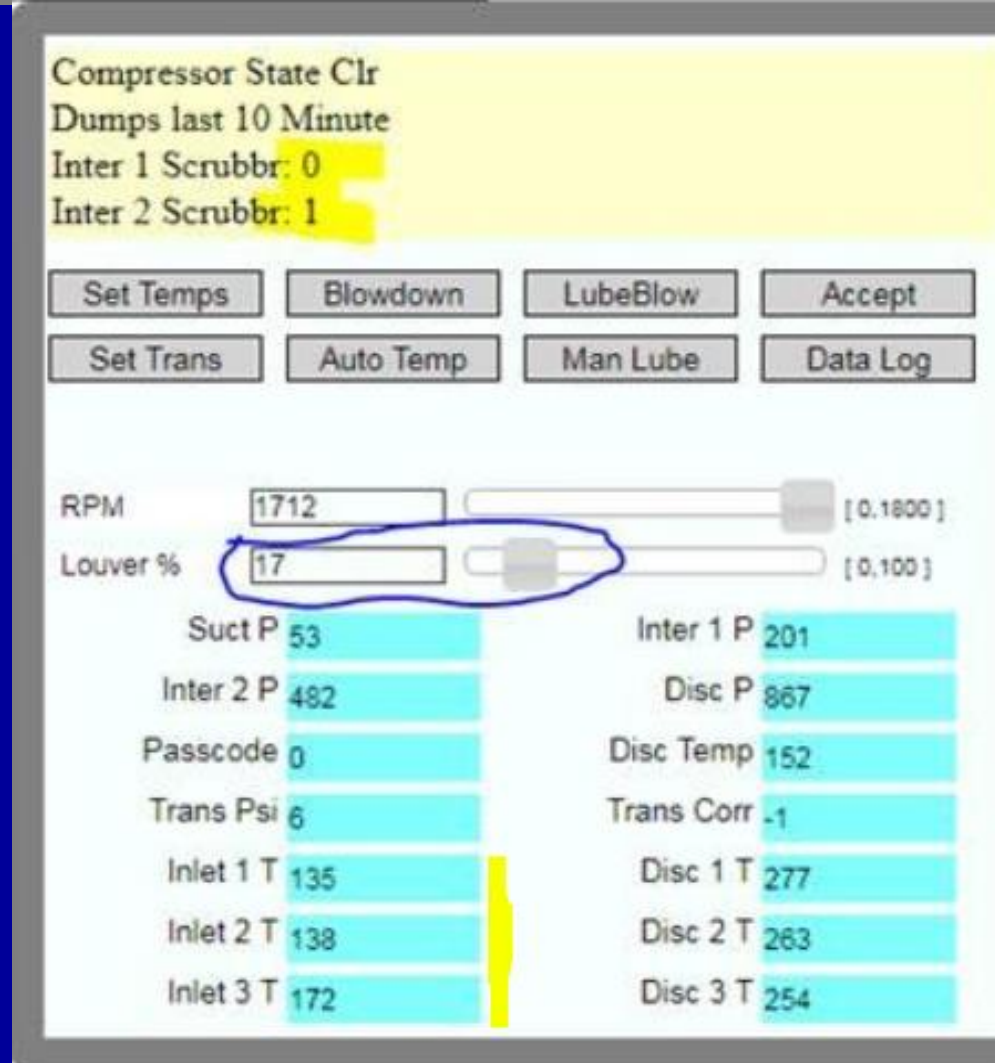 Compressor State Clr
Dumps last 10 Minute
Inter 1 Scrubbr: 0
Inter 2 Scrubbr: 1
Set Temps Blowdown LubeBlow Accept
Set Trans Auto Temp Man Lube Data Log
RPM 1712 [ 0.1800 ]
Louver % 17 [ 0,100 ]
Suct P 53 Inter 1 P 201
Inter 2 P 482 Disc P 867
Passcode 0 Disc Temp 152
Trans Psi 6 Trans Corr -1
Inlet 1 T 135 Disc 1 T 277
Inlet 2 T 138 Disc 2 T 263
Inlet 3 T 172 Disc 3 T 254